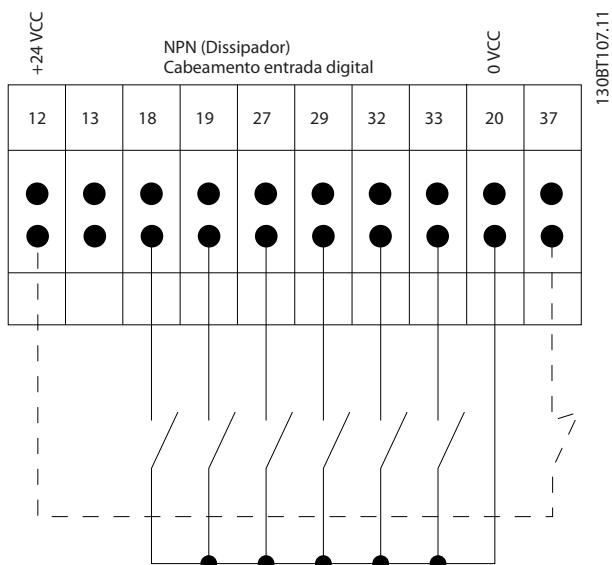 +24 VCC
NPN (Dissipador)
Cabeamento entrada digital
0 VCC
130BT107.11
12 13 18 19 27 29 32 33 20 37